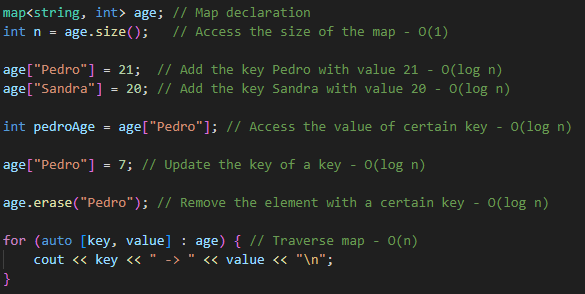 map<string, int> age; // Map declaration
int n = age.size();   // Access the size of the map - O(1)
age["Pedro"] = 21;  // Add the key Pedro with value 21 - O(log n)
age["Sandra"] = 20; // Add the key Sandra with value 20 - O(log n)
int pedroAge = age["Pedro"]; // Access the value of certain key - O(log n)
age["Pedro"] = 7; // Update the key of a key - O(log n)
age.erase("Pedro"); // Remove the element with a certain key - O(log n)
for (auto [key, value] : age) { // Traverse map - O(n)
    cout << key << " -> " << value << "\n";
}